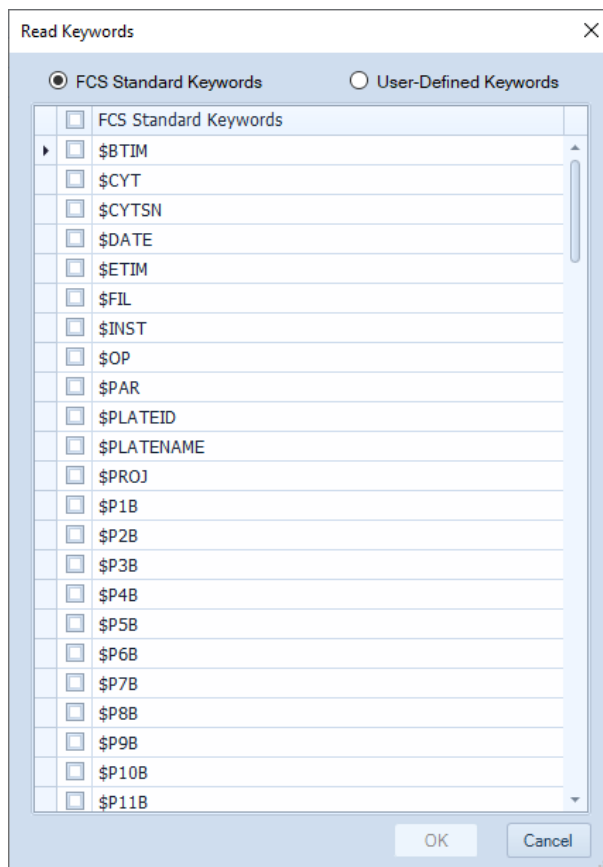 Read Keywords
FCS Standard Keywords User-Defined Keywords
FCS Standard Keywords
$BTIM
$CYT
$CYTSN
$DATE
$ETIM
$FIL
$INST
$OP
$PAR
$PLATEID
$PLATENAME
$PROJ
$P1B
$P2B
$P3B
$P4B
$P5B
$P6B
$P7B
$P8B
$P9B
$P10B
$P11B
OK Cancel